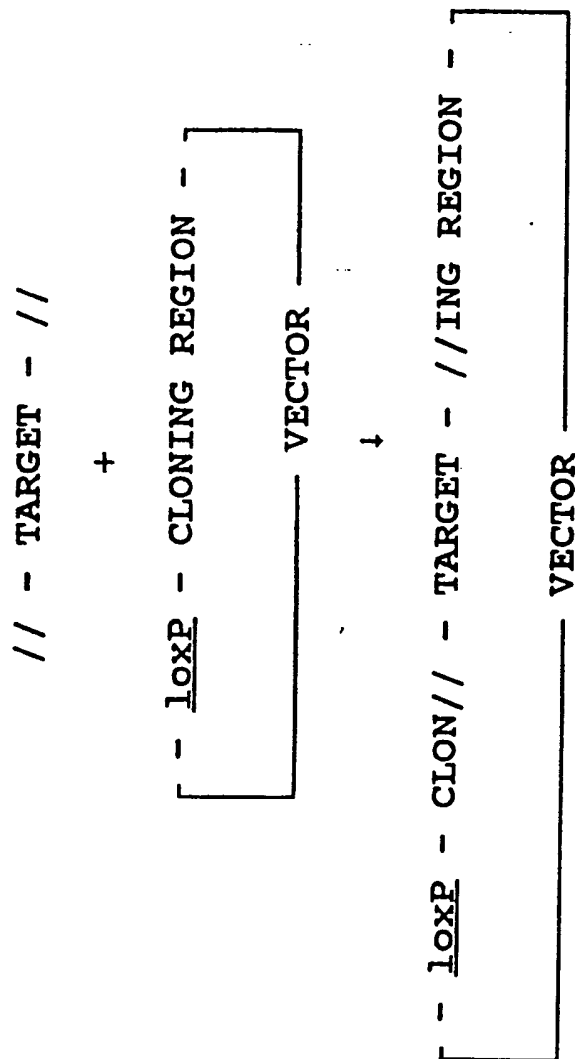 // - TARGET - //
+
- loxP - CLONING REGION -
VECTOR
↓
- loxP - CLON// - TARGET - //ING REGION -
VECTOR